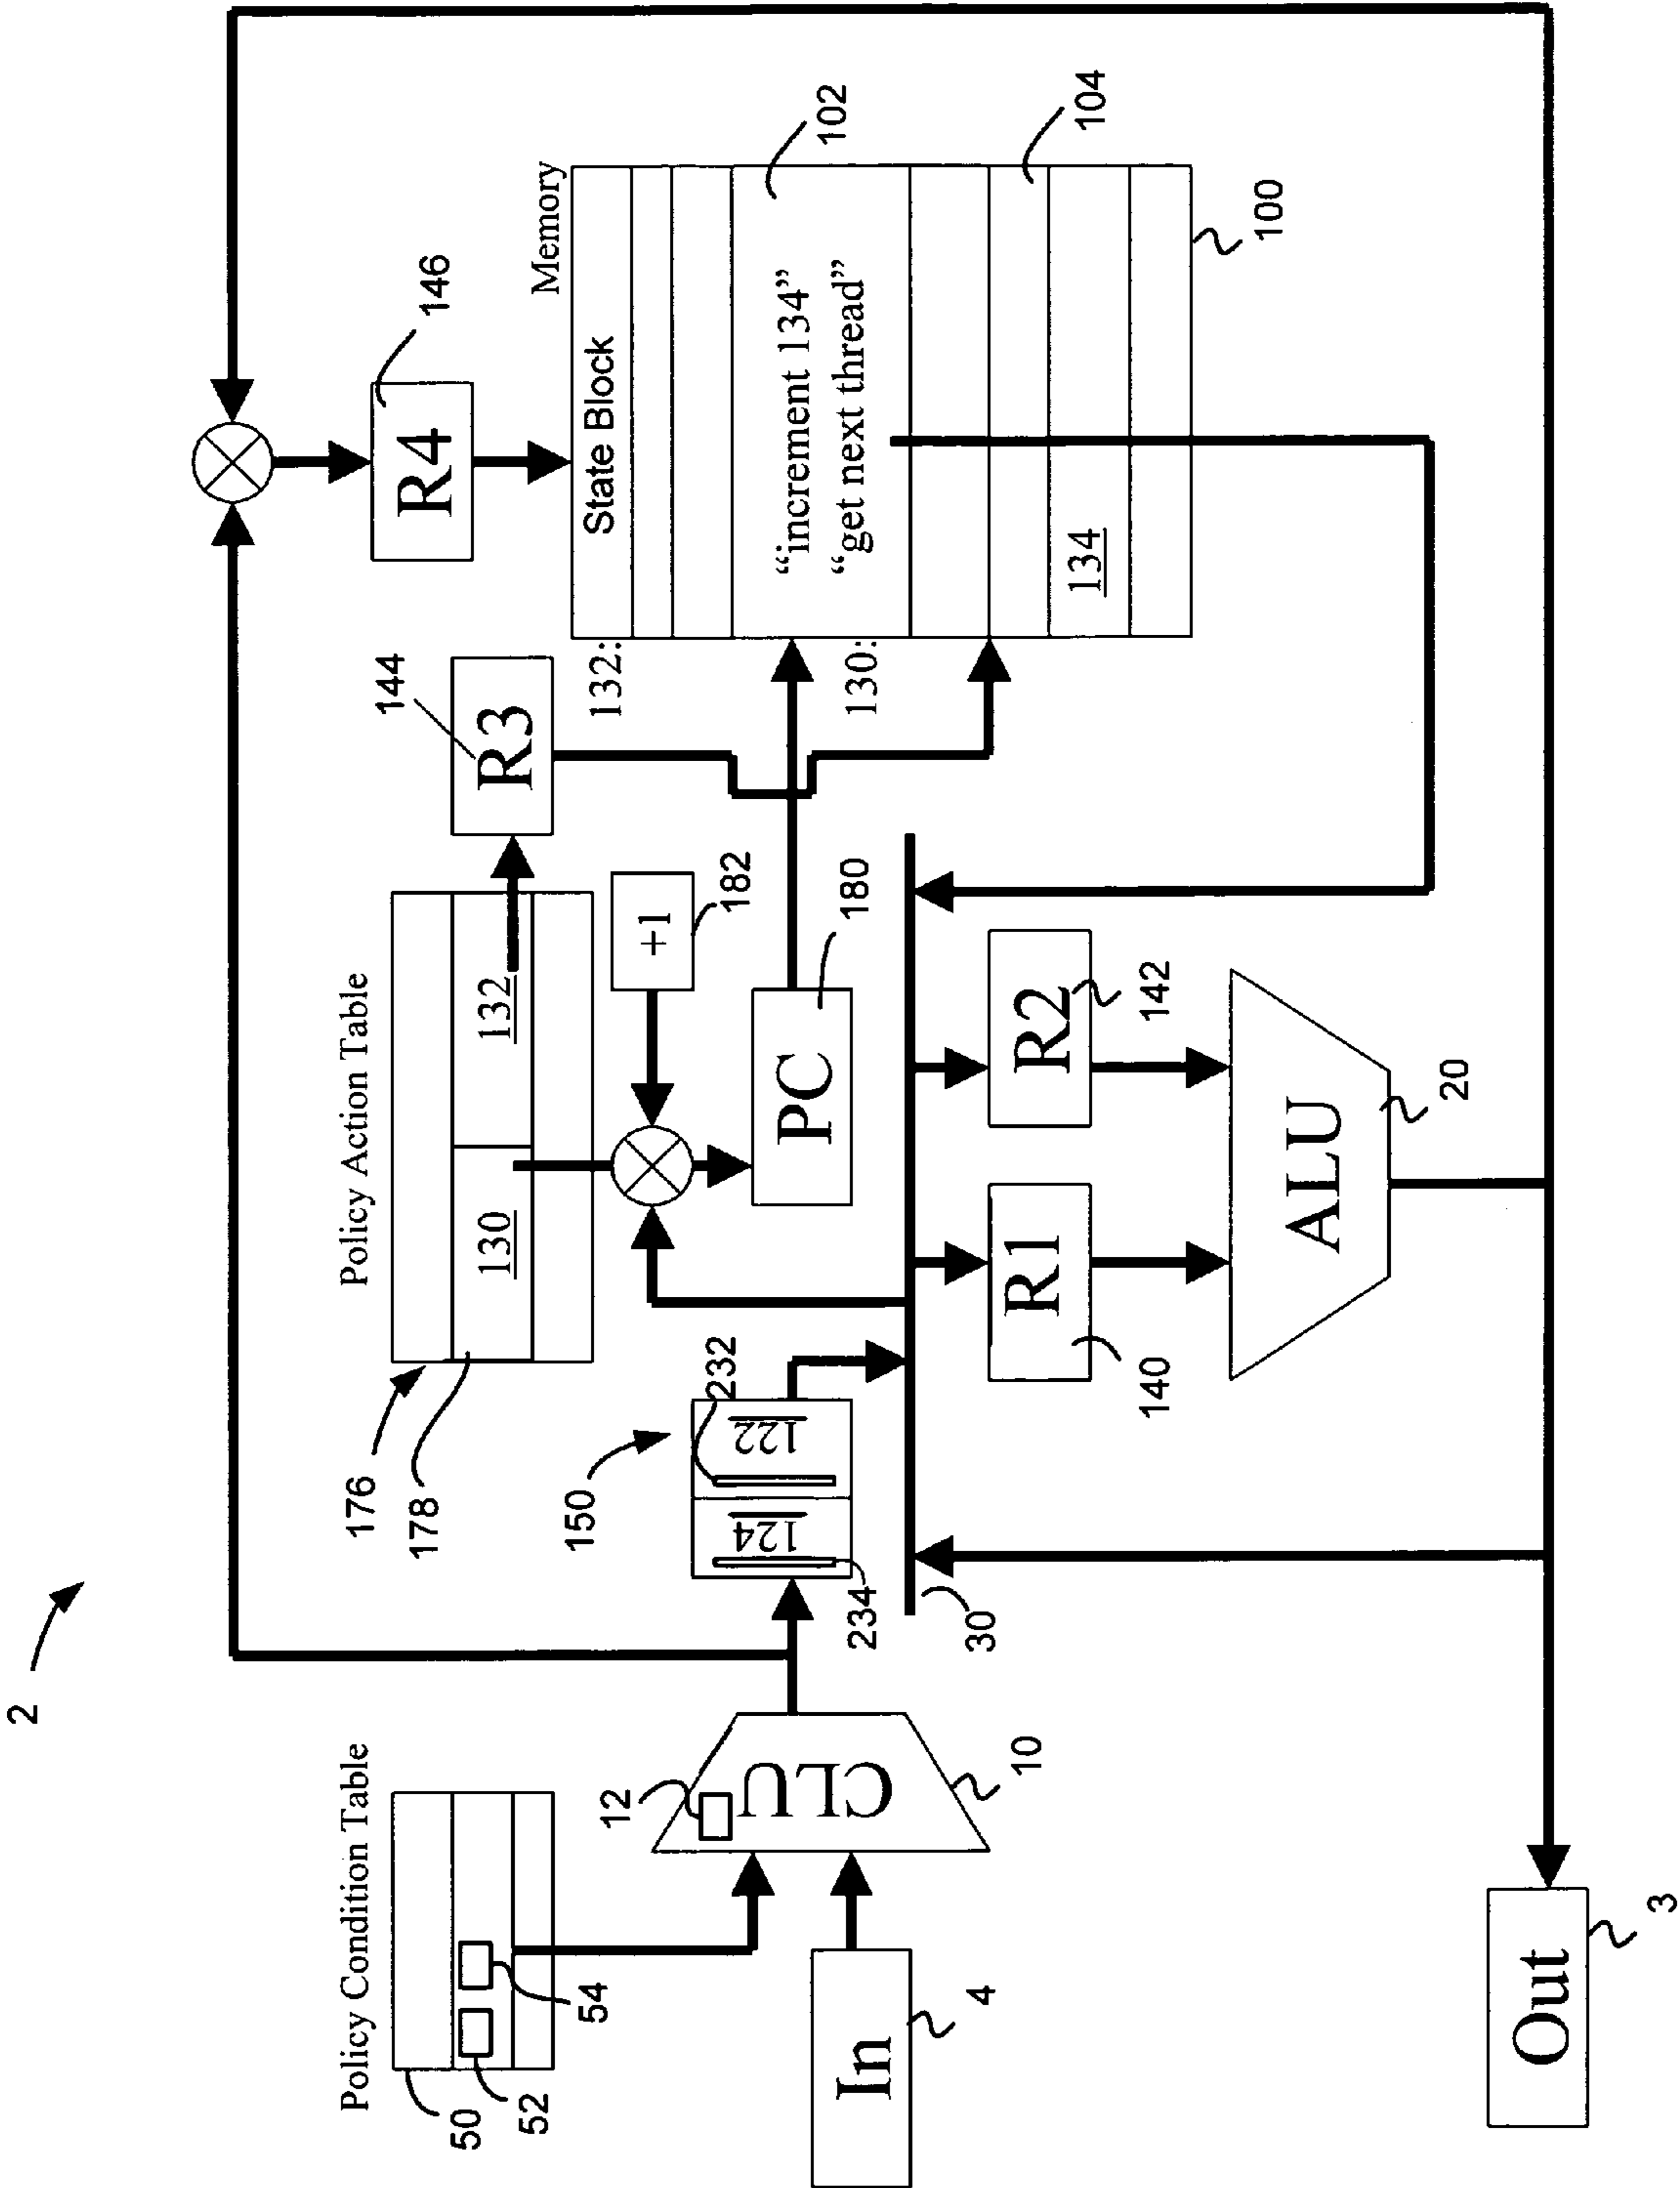 2
Policy Condition Table
50
52
54
In
4
12
CLU
10
Policy Action Table
176
178
130
132
150
124
122
232
234
30
+1
182
PC
180
R3
144
R4
146
Memory
132:
State Block
"increment 134"
"get next thread"
130:
134
102
104
100
R1
140
R2
142
ALU
20
Out
3